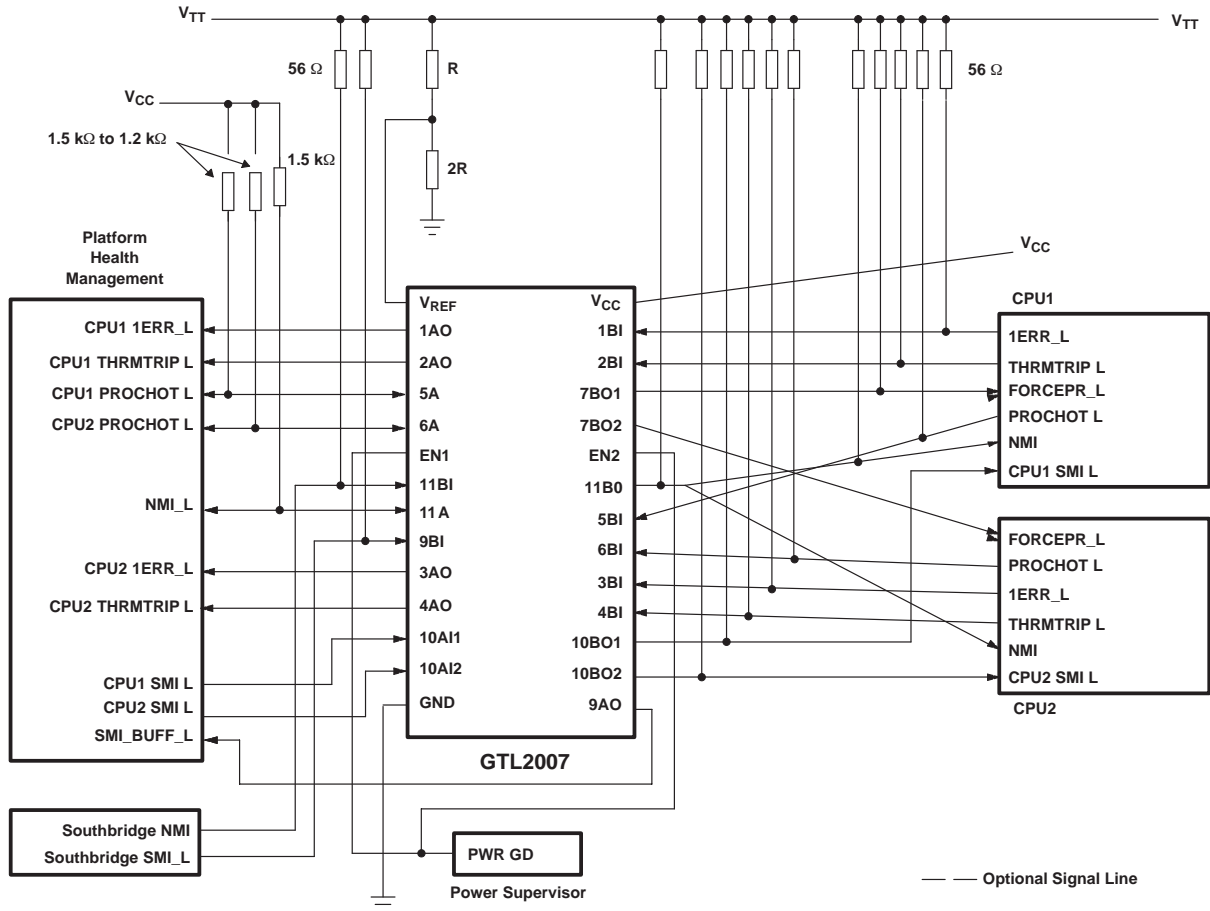 VTT
VTT
56 Ω
R
56 Ω
VCC
1.5 kΩ to 1.2 kΩ
1.5 kΩ
2R
Platform
Health
Management
VCC
CPU1
VREF
VCC
CPU1 1ERR_L
1AO
1BI
1ERR_L
CPU1 THRMTRIP L
2AO
2BI
THRMTRIP L
CPU1 PROCHOT L
5A
7BO1
FORCEPR_L
PROCHOT L
CPU2 PROCHOT L
6A
7BO2
NMI
EN1
EN2
CPU1 SMI L
11BI
11B0
NMI_L
11A
5BI
9BI
6BI
FORCEPR_L
PROCHOT L
CPU2 1ERR_L
3AO
3BI
1ERR_L
CPU2 THRMTRIP L
4AO
4BI
THRMTRIP L
10AI1
10BO1
NMI
10AI2
10BO2
CPU2 SMI L
CPU1 SMI L
CPU2 SMI L
GND
9AO
CPU2
SMI_BUFF_L
GTL2007
Southbridge NMI
Southbridge SMI_L
PWR GD
Power Supervisor
Optional Signal Line